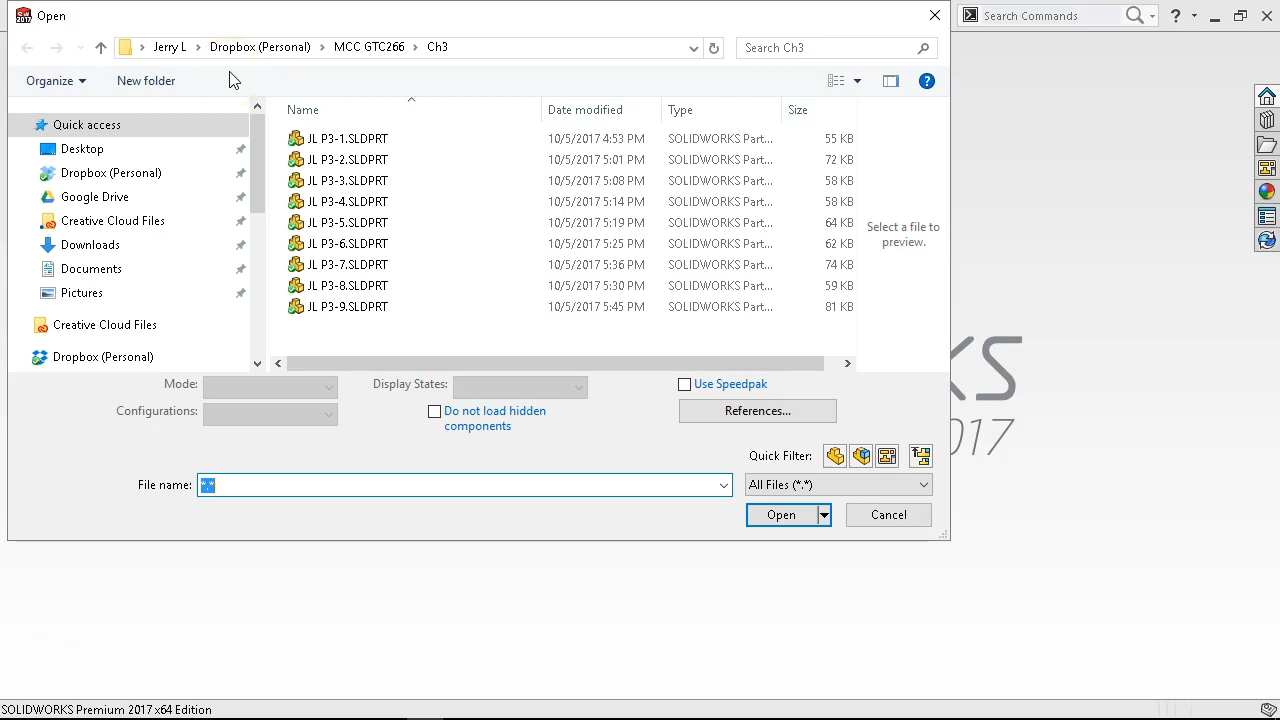 Open
Search Commands
Jerry L > Dropbox (Personal) > MCC GTC266 > Ch3
Search Ch3
Organize New folder
Name Date modified Type Size
Quick access
Desktop
Dropbox (Personal)
Google Drive
Creative Cloud Files
Downloads
Documents
Pictures
Creative Cloud Files
Dropbox (Personal)
JL P3-1.SLDPRT 10/5/2017 4:53 PM SOLIDWORKS Part... 55 KB
JL P3-2.SLDPRT 10/5/2017 5:01 PM SOLIDWORKS Part... 72 KB
JL P3-3.SLDPRT 10/5/2017 5:08 PM SOLIDWORKS Part... 58 KB
JL P3-4.SLDPRT 10/5/2017 5:14 PM SOLIDWORKS Part... 58 KB
JL P3-5.SLDPRT 10/5/2017 5:19 PM SOLIDWORKS Part... 64 KB
JL P3-6.SLDPRT 10/5/2017 5:25 PM SOLIDWORKS Part... 62 KB
JL P3-7.SLDPRT 10/5/2017 5:36 PM SOLIDWORKS Part... 74 KB
JL P3-8.SLDPRT 10/5/2017 5:30 PM SOLIDWORKS Part... 59 KB
JL P3-9.SLDPRT 10/5/2017 5:45 PM SOLIDWORKS Part... 81 KB
Select a file to
preview.
KS
017
Mode:
Display States:
Use Speedpak
Configurations:
Do not load hidden
components
References...
Quick Filter:
File name: *.*
All Files (*.*)
Open
Cancel
SOLIDWORKS Premium 2017 x64 Edition